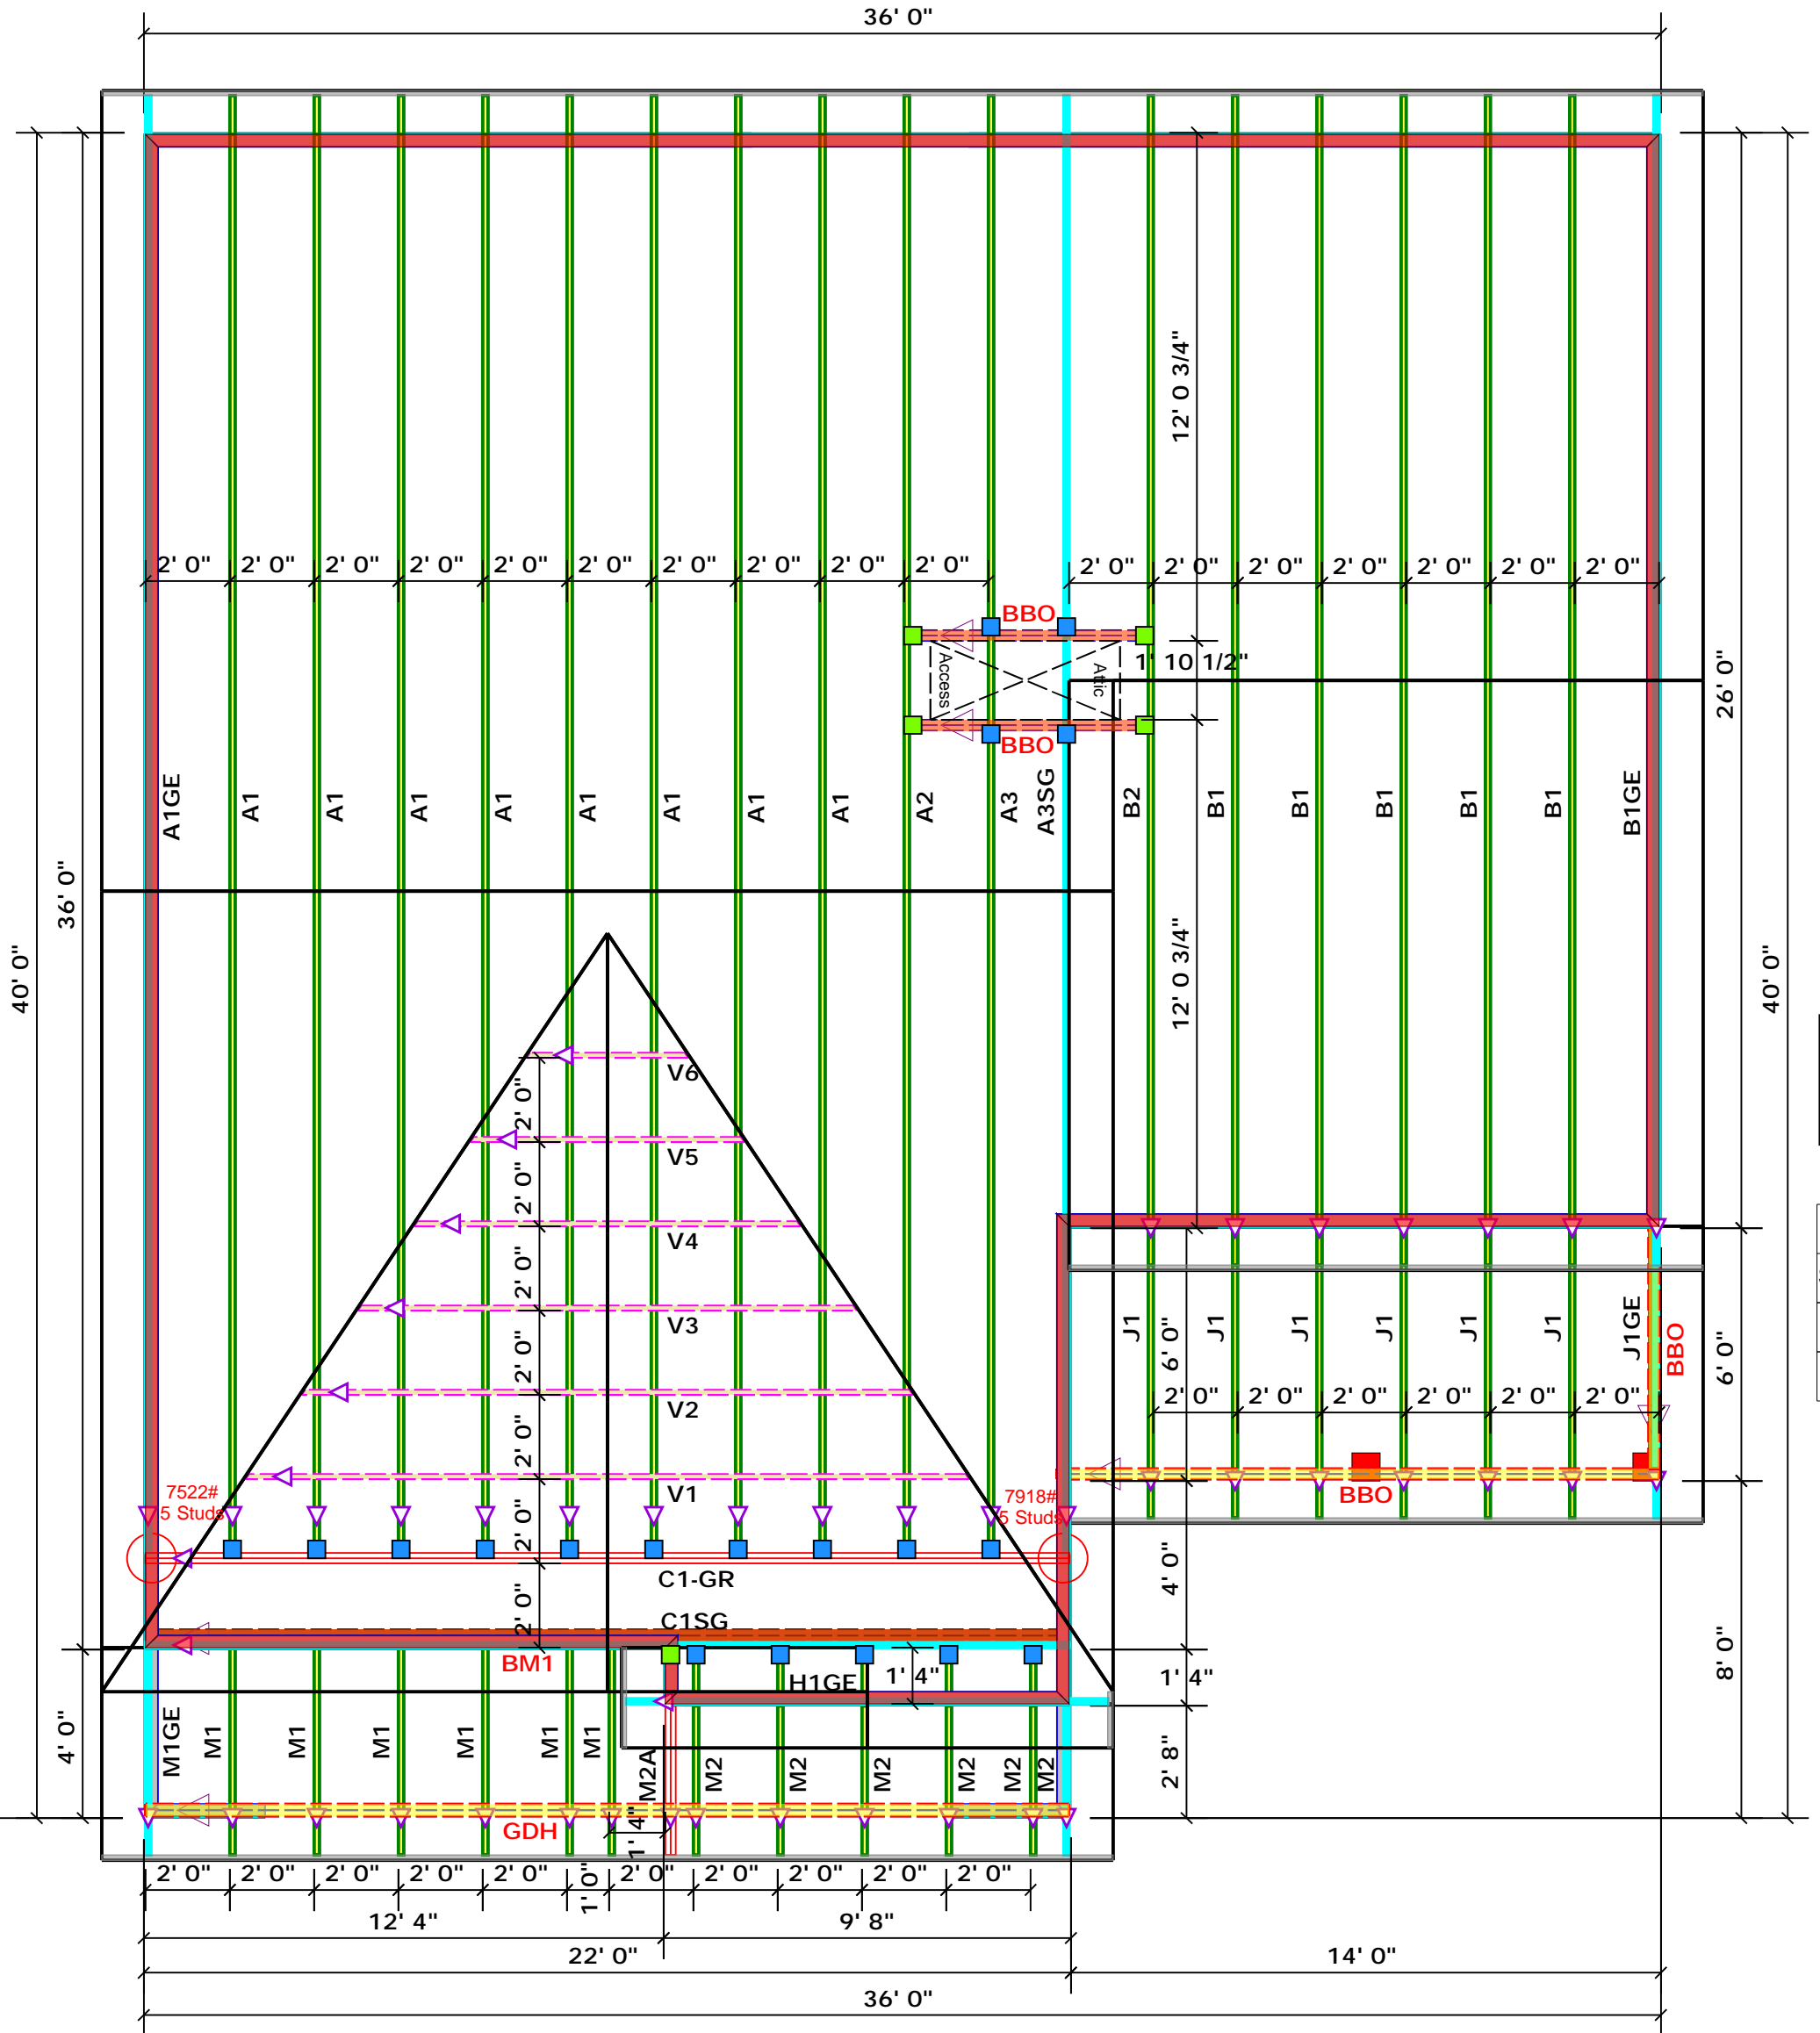 36' 0"
2' 0" 2' 0" 2' 0" 2' 0" 2' 0" 2' 0" 2' 0" 2' 0" 2' 0" 2' 0"
2' 0" 2' 0" 2' 0" 2' 0" 2' 0" 2' 0" 2' 0"
12' 0 3/4"
BBO
Access
Attic
1' 10 1/2"
BBO
26' 0"
A1GE
A1
A1
A1
A1
A1
A1
A1
A1
A2
A3
A3SG
B2
B1
B1
B1
B1
B1
B1GE
36' 0"
40' 0"
12' 0 3/4"
40' 0"
V6
2' 0"
V5
2' 0"
V4
2' 0"
V3
2' 0"
V2
2' 0"
V1
2' 0"
2' 0"
J1
J1
J1
J1
J1
J1
J1GE
BBO
6' 0"
6' 0"
2' 0" 2' 0" 2' 0" 2' 0" 2' 0" 2' 0"
BBO
7522#
5 Studs
7918#
5 Studs
C1-GR
C1SG
4' 0"
BM1
H1GE
1' 4"
1' 4"
8' 0"
4' 0"
M1GE
M1
M1
M1
M1
M1
M1
M2A
M2
M2
M2
M2
M2
M2
2' 8"
GDH
1' 4"
2' 0" 2' 0" 2' 0" 2' 0" 2' 0" 1' 0" 2' 0" 2' 0" 2' 0" 2' 0" 2' 0"
12' 4" 9' 8"
22' 0" 14' 0"
36' 0"